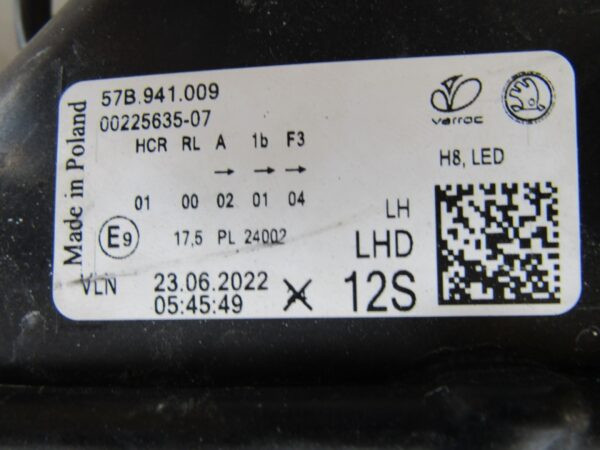 Made in Poland
57B.941.009
00225635-07
HCR RL A 1b F3
→ → →
01 00 02 01 04
E9 17,5 PL 24002
VLN 23.06.2022
05:45:49
varroc
H8, LED
LH
LHD
12S